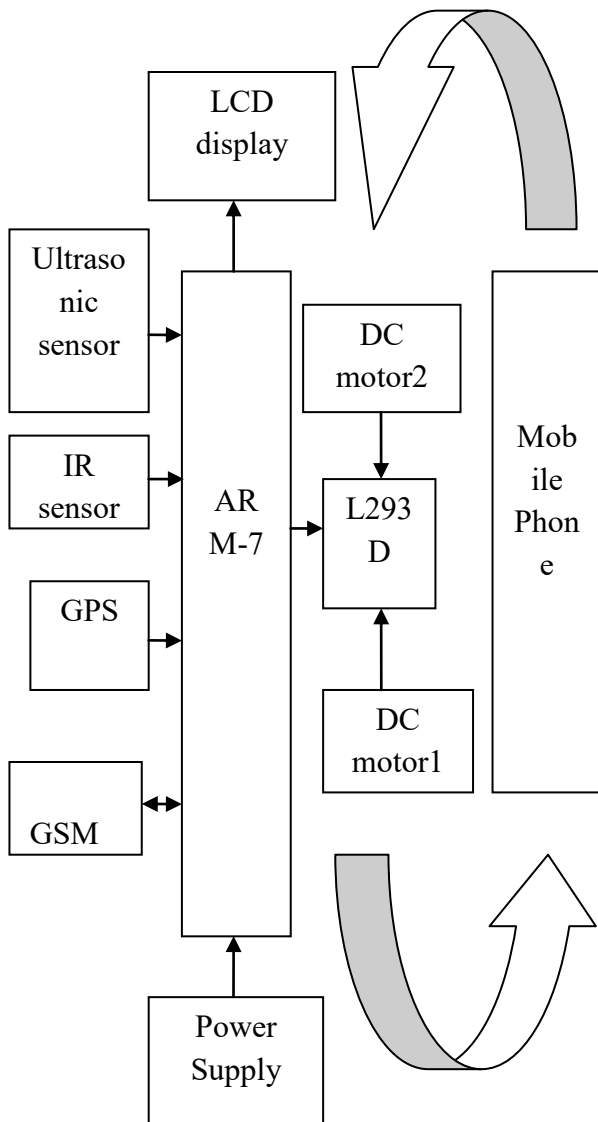 LCD
display
Ultraso
nic
sensor
DC
motor2
IR
sensor
AR
M-7
L293
D
Mob
ile
Phon
e
GPS
DC
motor1
GSM
Power
Supply